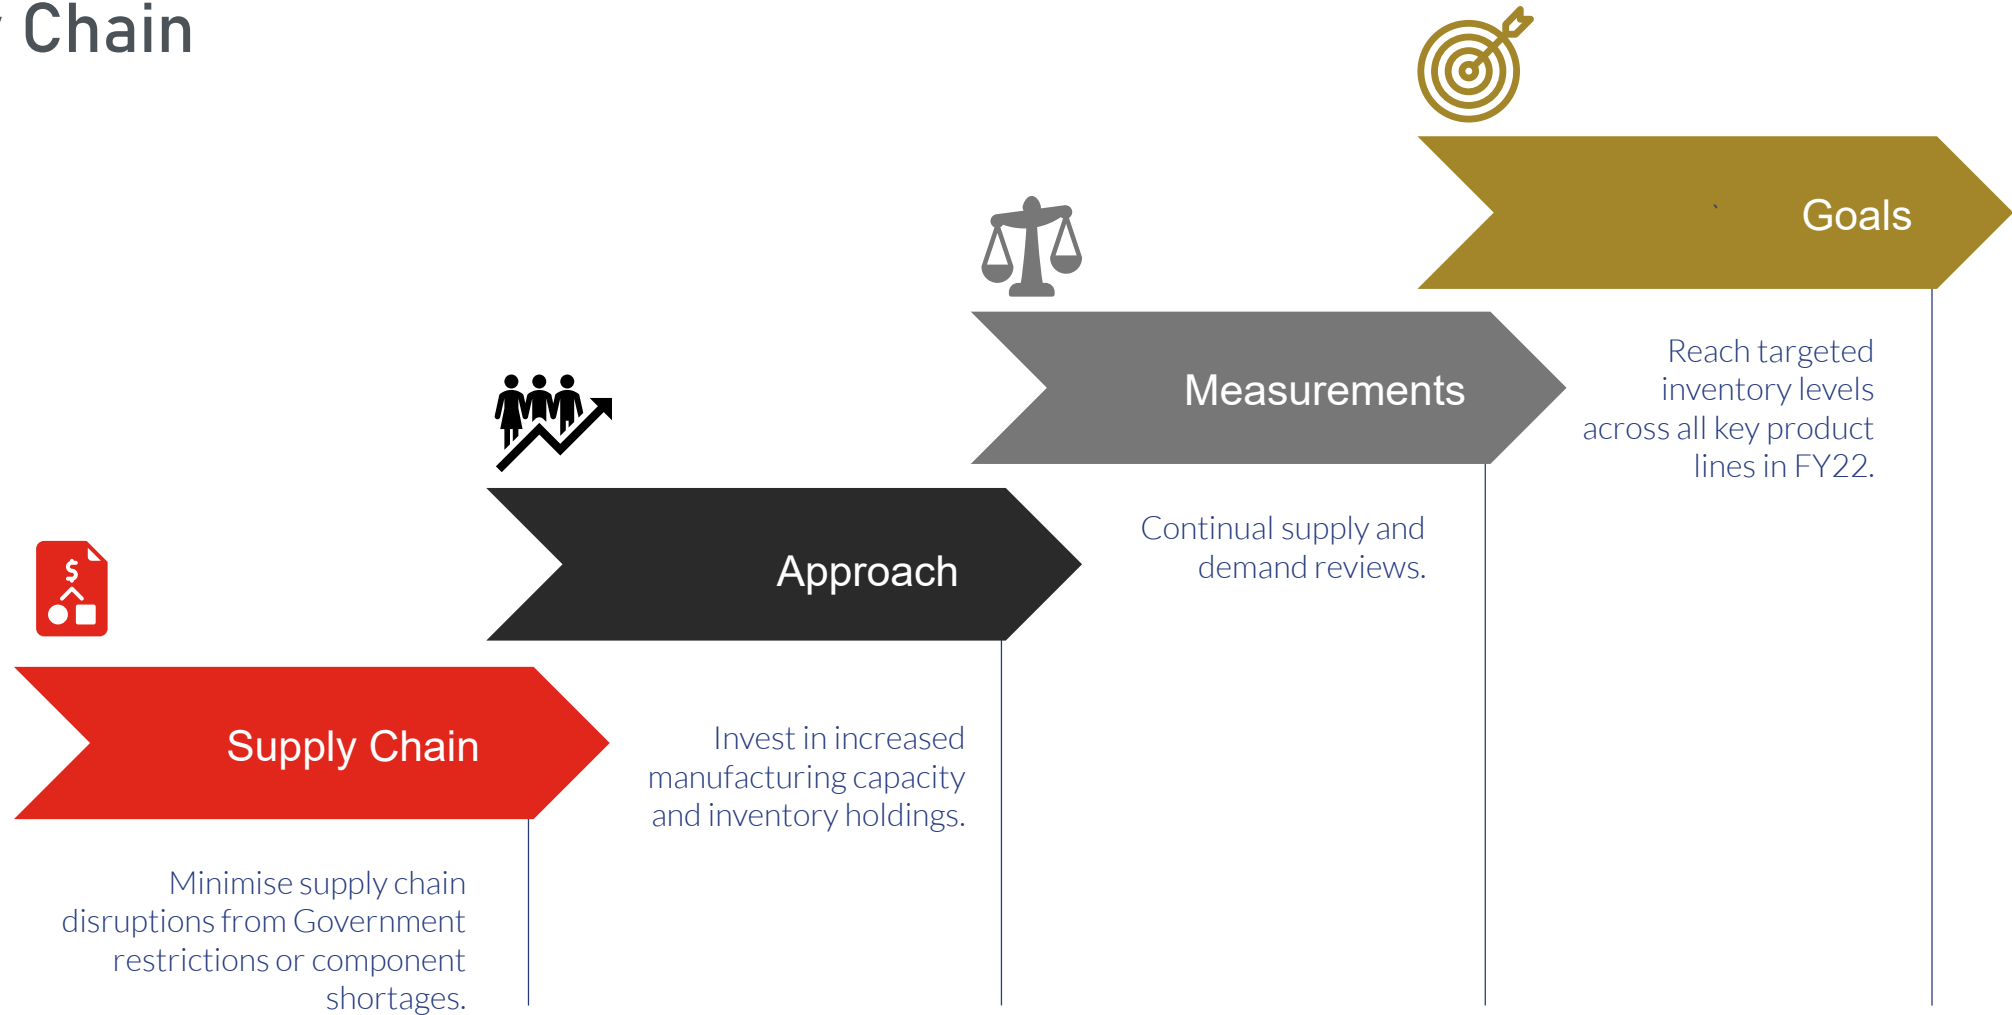 Chain
Supply Chain
Minimise supply chain
disruptions from Government
restrictions or component
shortages.
Approach
Invest in increased
manufacturing capacity
and inventory holdings.
Measurements
Continual supply and
demand reviews.
`
Goals
Reach targeted
inventory levels
across all key product
lines in FY22.
$